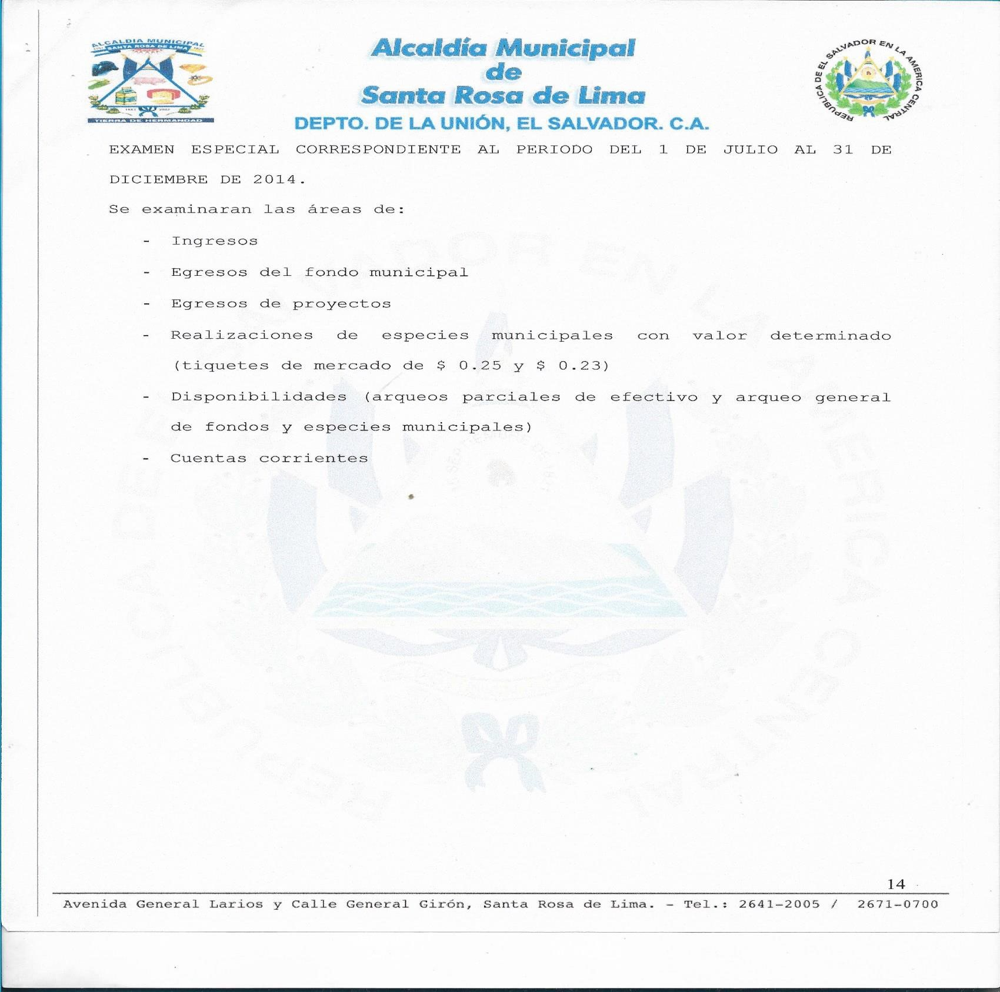 ALCALDIA MUNICIPAL
SANTA ROSA DE LIMA
TIERRA DE HERMANDAD
Alcaldía Municipal
de
Santa Rosa de Lima
DEPTO. DE LA UNIÓN, EL SALVADOR. C.A.
REPUBLICA DE EL SALVADOR EN LA AMERICA CENTRAL
EXAMEN ESPECIAL CORRESPONDIENTE AL PERIODO DEL 1 DE JULIO AL 31 DE
DICIEMBRE DE 2014.
Se examinaran las áreas de:
- Ingresos
- Egresos del fondo municipal
- Egresos de proyectos
- Realizaciones de especies municipales con valor determinado
(tiquetes de mercado de $ 0.25 y $ 0.23)
- Disponibilidades (arqueos parciales de efectivo y arqueo general
de fondos y especies municipales)
- Cuentas corrientes
14
Avenida General Larios y Calle General Girón, Santa Rosa de Lima. – Tel.: 2641–2005 / 2671–0700